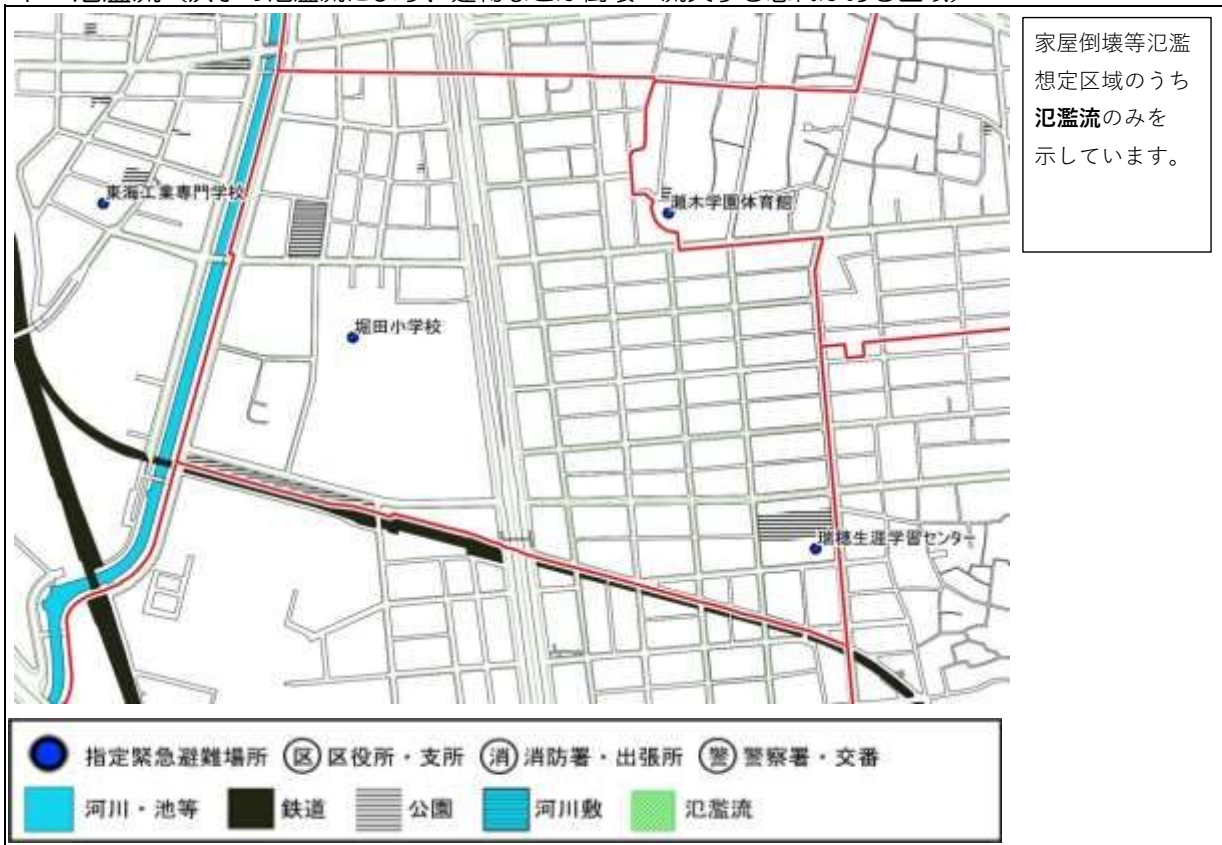 家屋倒壊等氾濫
想定区域のうち
氾濫流のみを
示しています。
東海工業専門学校
瀬木学園体育館
堀田小学校
瑞穂生涯学習センター
指定緊急避難場所 区 区役所・支所 消 消防署・出張所 警 警察署・交番
河川・池等 鉄道 公園 河川敷 氾濫流